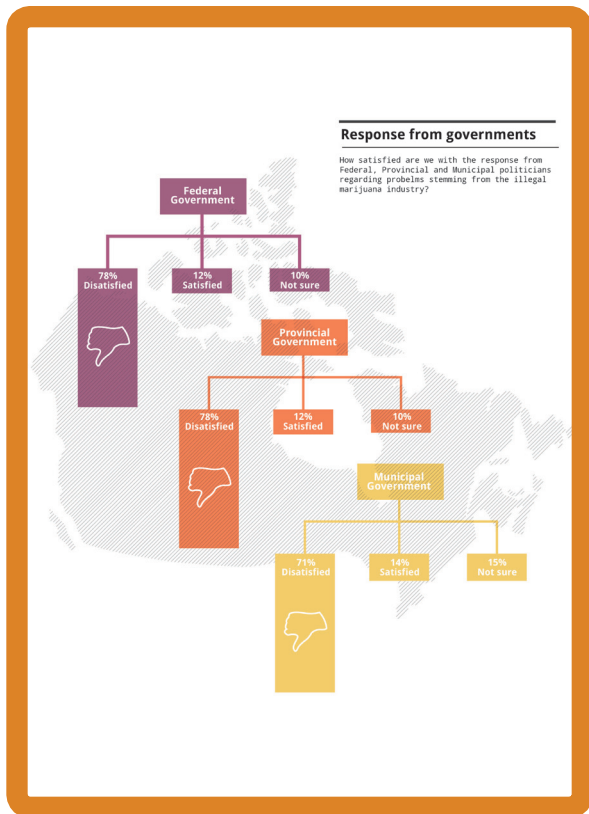 Response from governments
How satisfied are we with the response from
Federal, Provincial and Municipal politicians
regarding probelms stemming from the illegal
marijuana industry?
Federal
Government
78%
Disatisfied
12%
Satisfied
10%
Not sure
Provincial
Government
78%
Disatisfied
12%
Satisfied
10%
Not sure
Municipal
Government
71%
Disatisfied
14%
Satisfied
15%
Not sure